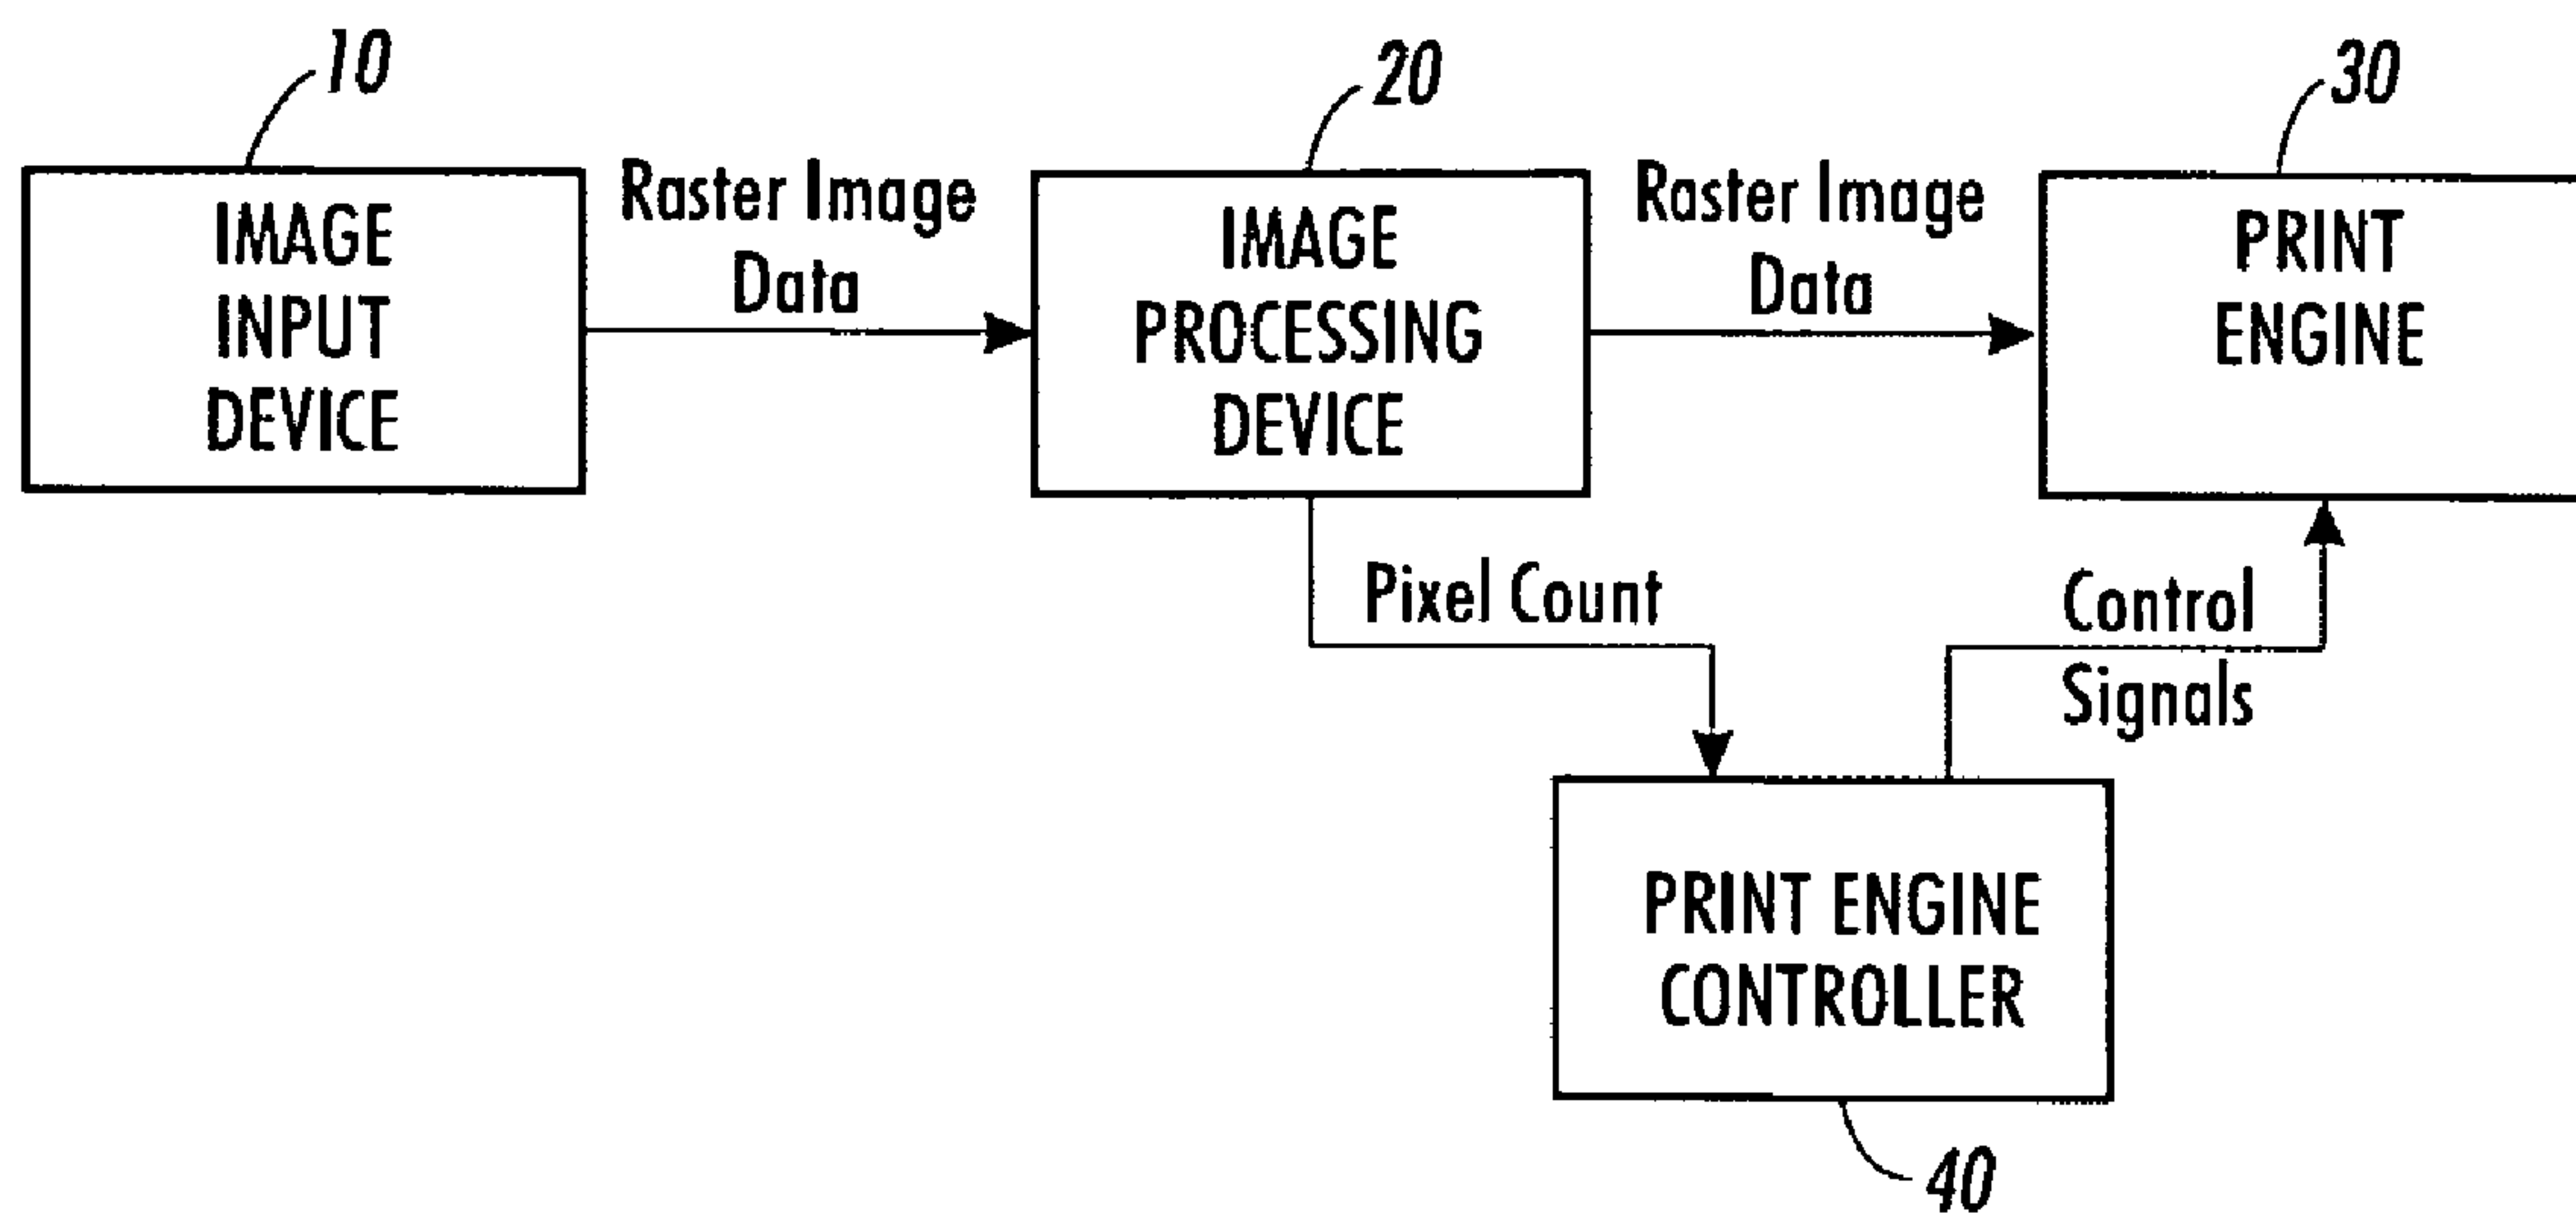 10
IMAGE
INPUT
DEVICE
Raster Image
Data
20
IMAGE
PROCESSING
DEVICE
Raster Image
Data
30
PRINT
ENGINE
Pixel Count
Control
Signals
PRINT ENGINE
CONTROLLER
40